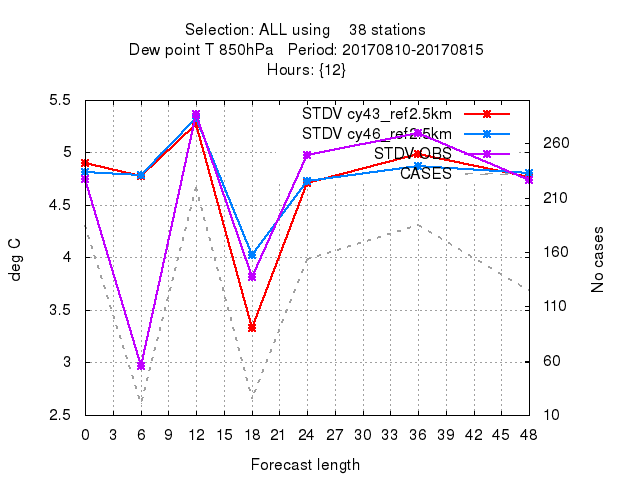 Selection: ALL using    38 stations
Dew point T 850hPa   Period: 20170810-20170815
Hours: {12}
STDV cy43_ref2.5km
STDV cy46_ref2.5km
STDV OBS
CASES
5.5
5
4.5
4
3.5
3
2.5
deg C
260
210
160
110
60
10
No cases
0 3 6 9 12 15 18 21 24 27 30 33 36 39 42 45 48
Forecast length